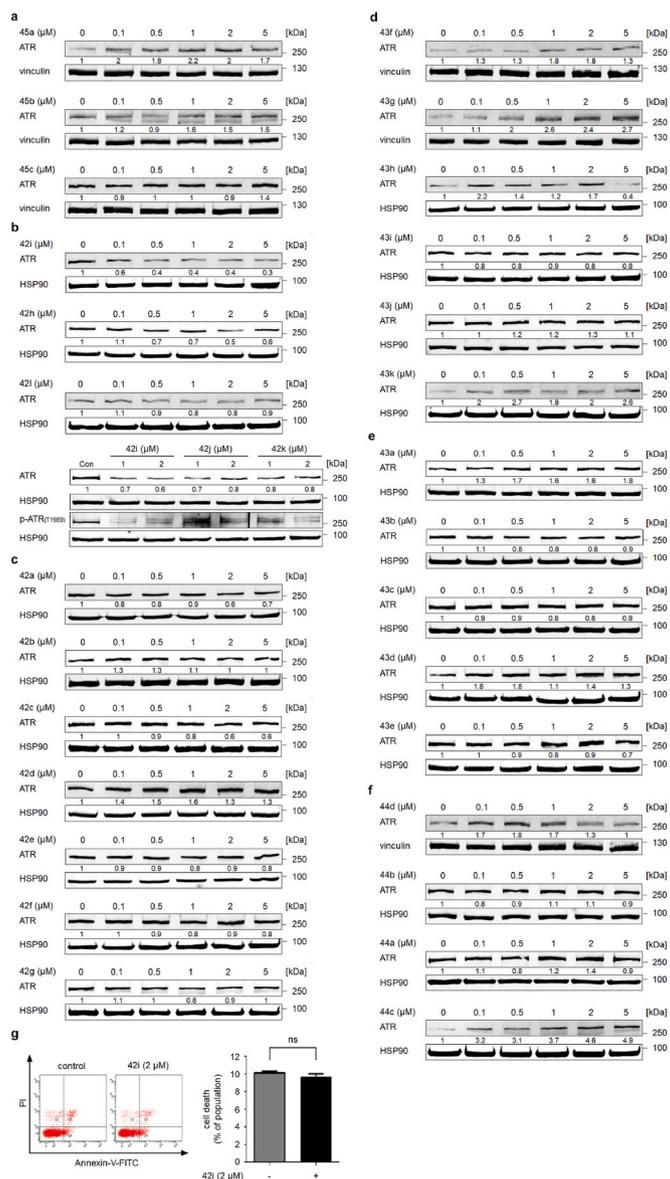 a
45a (μM) 0 0.1 0.5 1 2 5 [kDa]
ATR 250
1 2 1.8 2.2 2 1.7
vinculin 130
45b (μM) 0 0.1 0.5 1 2 5 [kDa]
ATR 250
1 1.2 0.9 1.6 1.5 1.5
vinculin 130
45c (μM) 0 0.1 0.5 1 2 5 [kDa]
ATR 250
1 0.9 1 1 0.9 1.4
vinculin 130
b
42i (μM) 0 0.1 0.5 1 2 5 [kDa]
ATR 250
1 0.6 0.4 0.4 0.4 0.3
HSP90 100
42h (μM) 0 0.1 0.5 1 2 5 [kDa]
ATR 250
1 1.1 0.7 0.7 0.5 0.6
HSP90 100
42l (μM) 0 0.1 0.5 1 2 5 [kDa]
ATR 250
1 1.1 0.9 0.8 0.8 0.9
HSP90 100
42i (μM) 42j (μM) 42k (μM)
Con 1 2 1 2 1 2 [kDa]
ATR 250
1 0.7 0.6 0.7 0.8 0.8 0.8
HSP90 100
p-ATR(T1989) 250
HSP90 100
c
42a (μM) 0 0.1 0.5 1 2 5 [kDa]
ATR 250
1 0.8 0.8 0.9 0.6 0.7
HSP90 100
42b (μM) 0 0.1 0.5 1 2 5 [kDa]
ATR 250
1 1.3 1.3 1.1 1 1
HSP90 100
42c (μM) 0 0.1 0.5 1 2 5 [kDa]
ATR 250
1 1 0.9 0.8 0.6 0.6
HSP90 100
42d (μM) 0 0.1 0.5 1 2 5 [kDa]
ATR 250
1 1.4 1.5 1.6 1.3 1.3
HSP90 100
42e (μM) 0 0.1 0.5 1 2 5 [kDa]
ATR 250
1 0.9 0.9 0.8 0.9 0.8
HSP90 100
42f (μM) 0 0.1 0.5 1 2 5 [kDa]
ATR 250
1 1 0.9 0.8 0.9 0.8
HSP90 100
42g (μM) 0 0.1 0.5 1 2 5 [kDa]
ATR 250
1 1.1 1 0.8 0.9 1
HSP90 100
g
control 42i (2 μM)
PI
Annexin-V-FITC
ns
cell death
(% of population)
12
10
8
6
4
2
0
42i (2 μM) - +
d
43f (μM) 0 0.1 0.5 1 2 5 [kDa]
ATR 250
1 1.3 1.3 1.8 1.8 1.3
vinculin 130
43g (μM) 0 0.1 0.5 1 2 5 [kDa]
ATR 250
1 1.1 2 2.6 2.4 2.7
vinculin 130
43h (μM) 0 0.1 0.5 1 2 5 [kDa]
ATR 250
1 2.2 1.4 1.2 1.7 0.4
HSP90 100
43i (μM) 0 0.1 0.5 1 2 5 [kDa]
ATR 250
1 0.8 0.8 0.9 0.8 0.8
HSP90 100
43j (μM) 0 0.1 0.5 1 2 5 [kDa]
ATR 250
1 1 1.2 1.2 1.3 1.1
HSP90 100
43k (μM) 0 0.1 0.5 1 2 5 [kDa]
ATR 250
1 2 2.7 1.8 2 2.6
HSP90 100
e
43a (μM) 0 0.1 0.5 1 2 5 [kDa]
ATR 250
1 1.3 1.7 1.6 1.6 1.8
HSP90 100
43b (μM) 0 0.1 0.5 1 2 5 [kDa]
ATR 250
1 1.1 0.8 0.8 0.8 0.9
HSP90 100
43c (μM) 0 0.1 0.5 1 2 5 [kDa]
ATR 250
1 0.9 0.9 0.8 0.8 0.8
HSP90 100
43d (μM) 0 0.1 0.5 1 2 5 [kDa]
ATR 250
1 1.8 1.8 1.1 1.4 1.3
HSP90 100
43e (μM) 0 0.1 0.5 1 2 5 [kDa]
ATR 250
1 1 0.9 0.8 0.9 0.7
HSP90 100
f
44d (μM) 0 0.1 0.5 1 2 5 [kDa]
ATR 250
1 1.7 1.8 1.7 1.3 1
vinculin 130
44b (μM) 0 0.1 0.5 1 2 5 [kDa]
ATR 250
1 0.8 0.9 1.1 1.1 0.9
HSP90 100
44a (μM) 0 0.1 0.5 1 2 5 [kDa]
ATR 250
1 1.1 0.8 1.2 1.4 0.9
HSP90 100
44c (μM) 0 0.1 0.5 1 2 5 [kDa]
ATR 250
1 3.2 3.1 3.7 4.6 4.9
HSP90 100